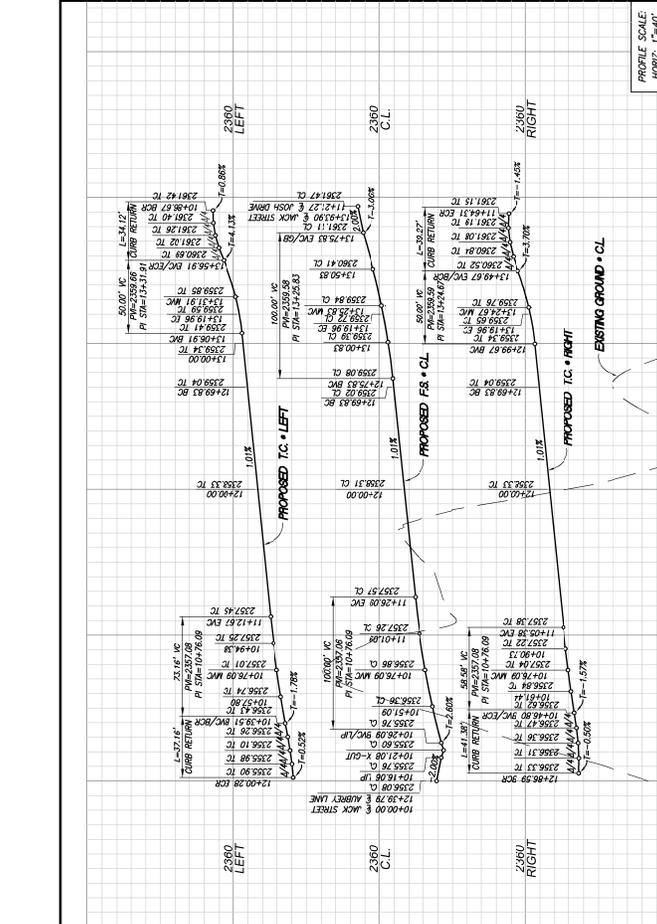 PROFILE SCALE:
HORIZ: 1"=40'
2360
LEFT
2360
C.L.
2360
RIGHT
L=34.12'
CURB RETURN
50.00' VC
PVI=2359.66
PI STA=13+31.91
2361.42 TC
10+98.67 BCR
2361.40 TC
2361.26 TC
2361.02 TC
2360.69 TC
13+56.91 EVC/ECR
2359.85 TC
13+31.91 MVC
2359.59 TC
13+19.96 EC
2359.41 TC
13+06.91 BVC
2359.34 TC
13+00.00
2359.04 TC
12+69.83 BC
T=0.86%
T=4.13%
1.01%
PROPOSED T.C. • LEFT
2358.33 TC
12+00.00
73.16' VC
PVI=2357.08
PI STA=10+76.09
2357.45 TC
11+12.67 EVC
2357.25 TC
10+94.38
2357.01 TC
10+76.09 MVC
2356.74 TC
10+57.80
2356.43 TC
10+39.51 BVC/BCR
2356.26 TC
2356.10 TC
2355.98 TC
2355.90 TC
12+00.28 ECR
L=37.16'
CURB RETURN
T=-1.78%
T=0.52%
100.00' VC
PVI=2359.58
PI STA=13+25.83
2361.47 CL
11+21.27 ℄ JOSH DRIVE
13+93.90 JACK STREET
2361.11 CL
13+75.83 EVC/GB
2360.41 CL
13+50.83
2359.84 CL
13+25.83 MVC
2359.72 CL
13+19.96 EC
2359.39 CL
13+00.83
2359.08 CL
12+75.83 BVC
2359.02 CL
12+69.83 BC
2.00%
T=-3.06%
1.01%
PROPOSED F.S. • C.L.
2358.31 CL
12+00.00
100.00' VC
PVI=2357.06
PI STA=10+76.09
2357.57 CL
11+26.09 EVC
2357.26 CL
11+01.09
2356.86 CL
10+76.09 MVC
2356.36 CL
10+51.09
2355.76 CL
10+26.09 BVC/LIP
2355.60 CL
10+21.08 X-GUT
2355.76 CL
10+16.06 LIP
2356.08 CL
12+39.79 AUBREY LANE
10+00.00 JACK STREET
T=2.60%
-2.00%
L=39.27'
CURB RETURN
50.00' VC
PVI=2359.59
PI STA=13+24.67
2361.15 TC
11+64.31 ECR
2361.19 TC
2361.08 TC
2360.84 TC
2360.52 TC
13+49.67 EVC/BCR
2359.76 TC
13+24.67 MVC
2359.65 TC
13+19.96 EC
2359.34 TC
12+99.67 BVC
2359.04 TC
12+69.83 BC
T=-1.45%
T=3.70%
1.01%
PROPOSED T.C. • RIGHT
EXISTING GROUND • C.L.
2358.33 TC
12+00.00
58.58' VC
PVI=2357.08
PI STA=10+76.09
2357.38 TC
11+05.38 EVC
2357.22 TC
10+90.73
2357.04 TC
10+76.09 MVC
2356.84 TC
10+61.44
2356.62 TC
10+46.80 BVC/ECR
2356.47 TC
2356.36 TC
2356.31 TC
2356.33 TC
12+86.59 BCR
L=41.38'
CURB RETURN
T=-1.57%
T=-0.50%
2360
LEFT
2360
C.L.
2360
RIGHT